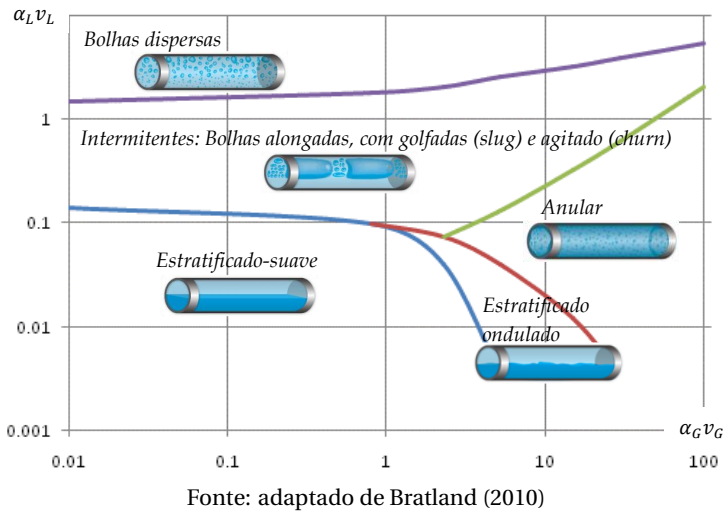 α_L v_L
Bolhas dispersas
1
Intermitentes: Bolhas alongadas, com golfadas (slug) e agitado (churn)
0.1
Anular
Estratificado-suave
Estratificado
ondulado
0.01
α_G v_G
0.001
0.01 0.1 1 10 100
Fonte: adaptado de Bratland (2010)